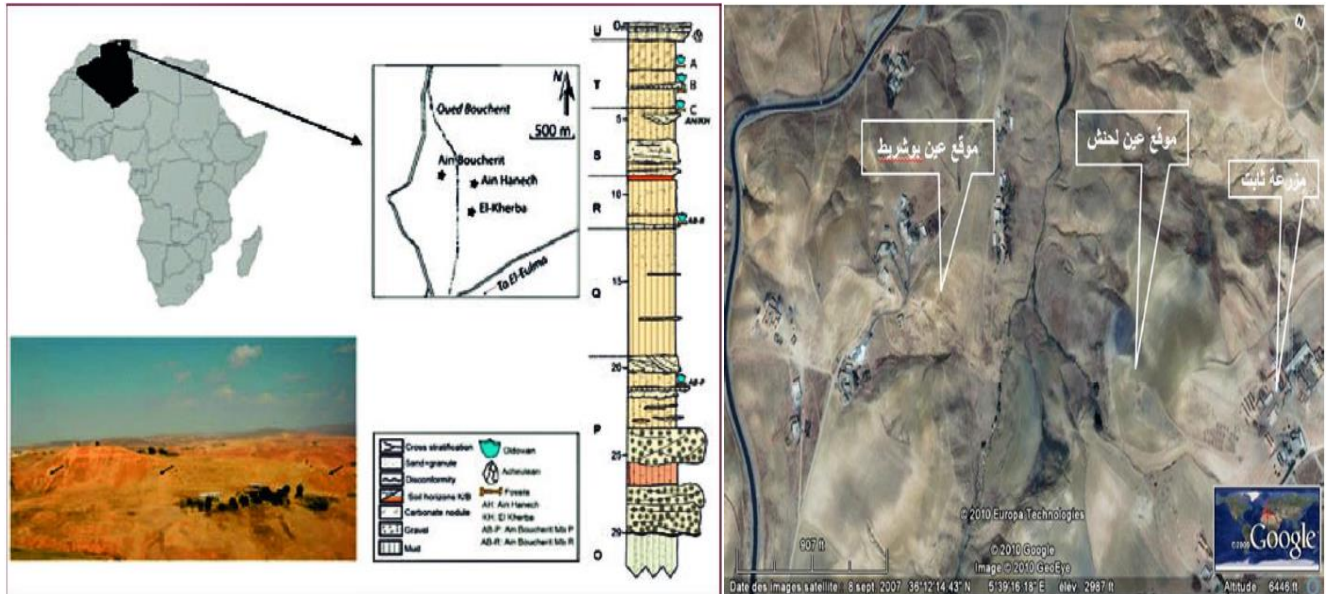 N
500 m
Oued Boucherit
Ain Boucherit
Ain Hanech
El-Kherba
To El-Eulma
0
U
A
T
B
C
5
AH/KH
S
10
R
AB-R
15
Q
20
AB-P
P
25
29
O
Cross stratification
Sand+granule
Disconformity
Soil horizons K/B
Carbonate nodule
Gravel
Mud
Oldowan
Acheulean
Fossils
AH: Ain Hanech
KH: El Kherba
AB-P: Ain Boucherit Mb P
AB-R: Ain Boucherit Mb R
N
موقع عين بوشريط
موقع عين لحنش
مزرعة ثابت
© 2010 Europa Technologies
© 2010 Google
Image © 2010 GeoEye
©2009 Google
907 ft
Date des images satellite : 8 sept. 2007 36°12'14.43" N 5°39'16.18" E élév. 2987 ft Altitude 6446 ft